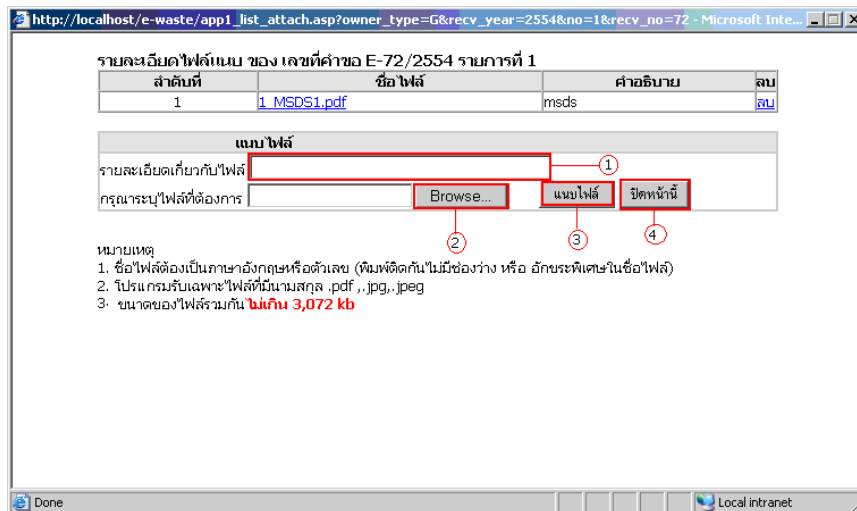 http://localhost/e-waste/app1_list_attach.asp?owner_type=G&recv_year=2554&no=1&recv_no=72 - Microsoft Inte...
รายละเอียดไฟล์แนบ ของ เลขที่คำขอ E-72/2554 รายการที่ 1
ลำดับที่ ชื่อไฟล์ คำอธิบาย ลบ
1 1_MSDS1.pdf msds ลบ
แนบไฟล์
รายละเอียดเกี่ยวกับไฟล์ 1
กรุณาระบุไฟล์ที่ต้องการ Browse... แนบไฟล์ ปิดหน้านี้
2 3 4
หมายเหตุ
1. ชื่อไฟล์ต้องเป็นภาษาอังกฤษหรือตัวเลข (พิมพ์ติดกันไม่มีช่องว่าง หรือ อักขระพิเศษในชื่อไฟล์)
2. โปรแกรมรับเฉพาะไฟล์ที่มีนามสกุล .pdf ,.jpg,.jpeg
3. ขนาดของไฟล์รวมกัน ไม่เกิน 3,072 kb
Done Local intranet